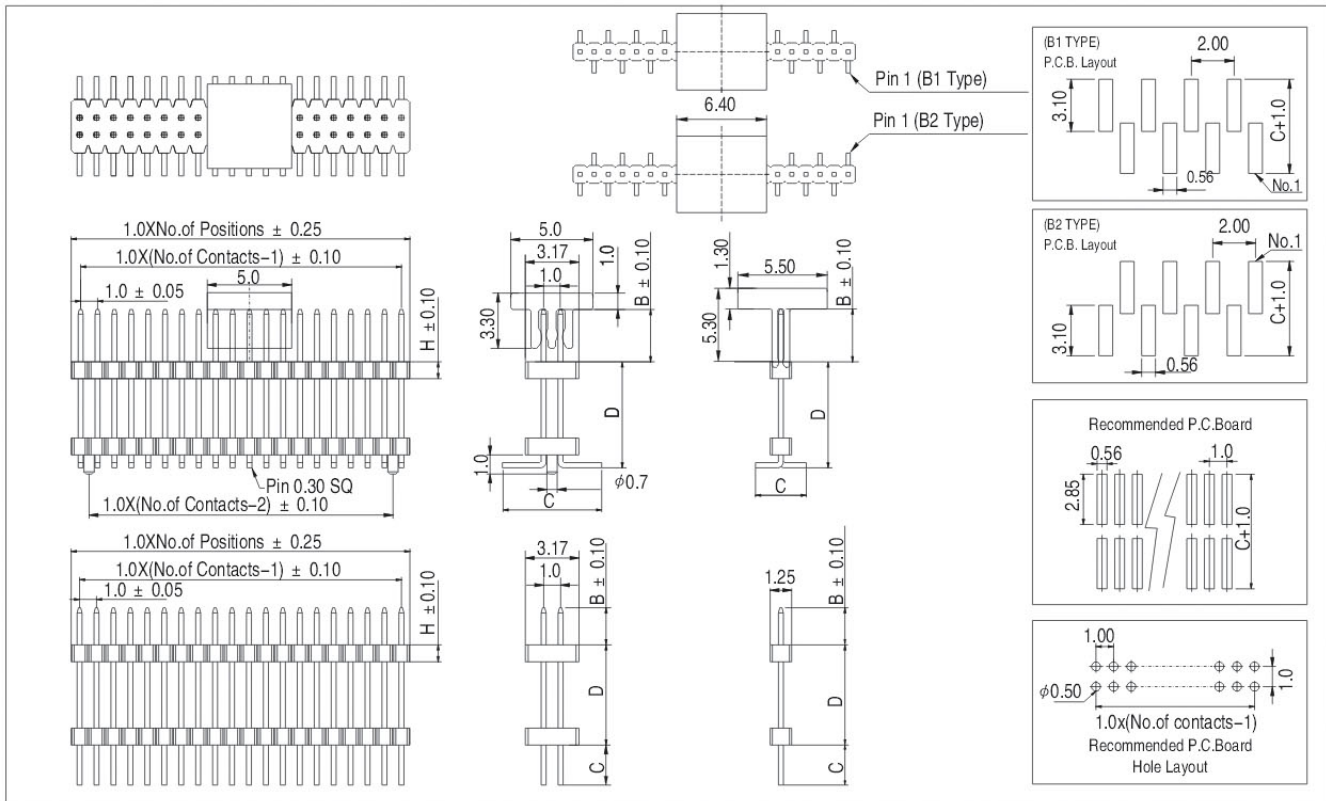 Pin 1 (B1 Type)
6.40
Pin 1 (B2 Type)
(B1 TYPE)
P.C.B. Layout
2.00
3.10
C+1.0
0.56
No.1
(B2 TYPE)
P.C.B. Layout
2.00
No.1
3.10
C+1.0
0.56
1.0XNo.of Positions ± 0.25
1.0X(No.of Contacts-1) ± 0.10
5.0
1.0 ± 0.05
H ± 0.10
Pin 0.30 SQ
1.0X(No.of Contacts-2) ± 0.10
5.0
3.17
1.0
1.0
B ± 0.10
3.30
D
1.0
C
ϕ0.7
1.30
5.50
B ± 0.10
5.30
D
C
Recommended P.C.Board
0.56
1.0
2.85
C+1.0
1.0XNo.of Positions ± 0.25
1.0X(No.of Contacts-1) ± 0.10
1.0 ± 0.05
H ± 0.10
3.17
1.0
B ± 0.10
D
C
1.25
B ± 0.10
D
C
1.00
1.0
ϕ0.50
1.0x(No.of contacts-1)
Recommended P.C.Board
Hole Layout